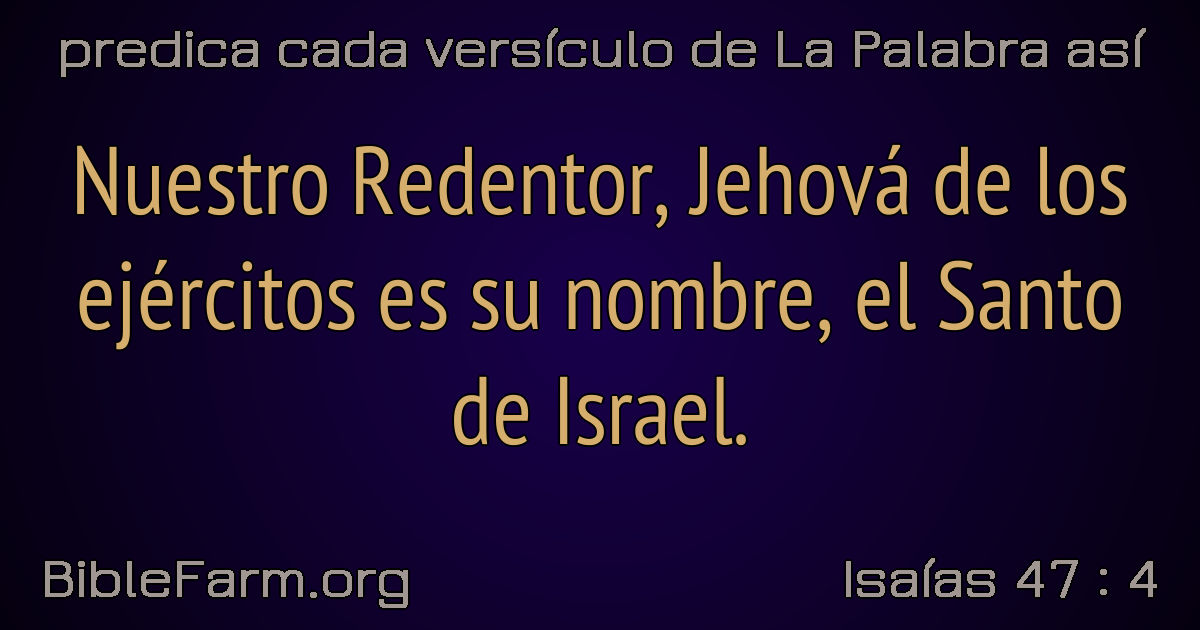 predica cada versículo de La Palabra así
Nuestro Redentor, Jehová de los
ejércitos es su nombre, el Santo
de Israel.
BibleFarm.org
Isaías 47 : 4